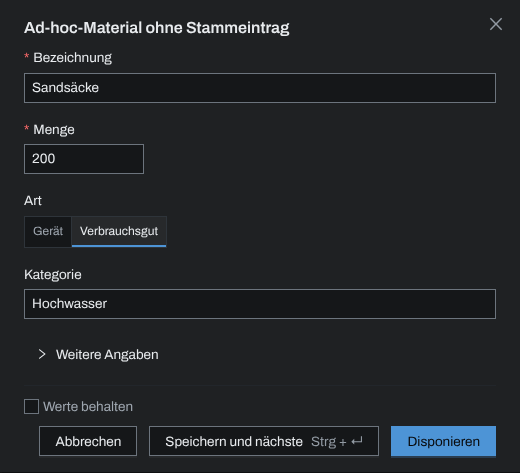 Ad-hoc-Material ohne Stammeintrag
* Bezeichnung
Sandsäcke
* Menge
200
Art
Gerät Verbrauchsgut
Kategorie
Hochwasser
Weitere Angaben
Werte behalten
Abbrechen Speichern und nächste Strg + ↵ Disponieren